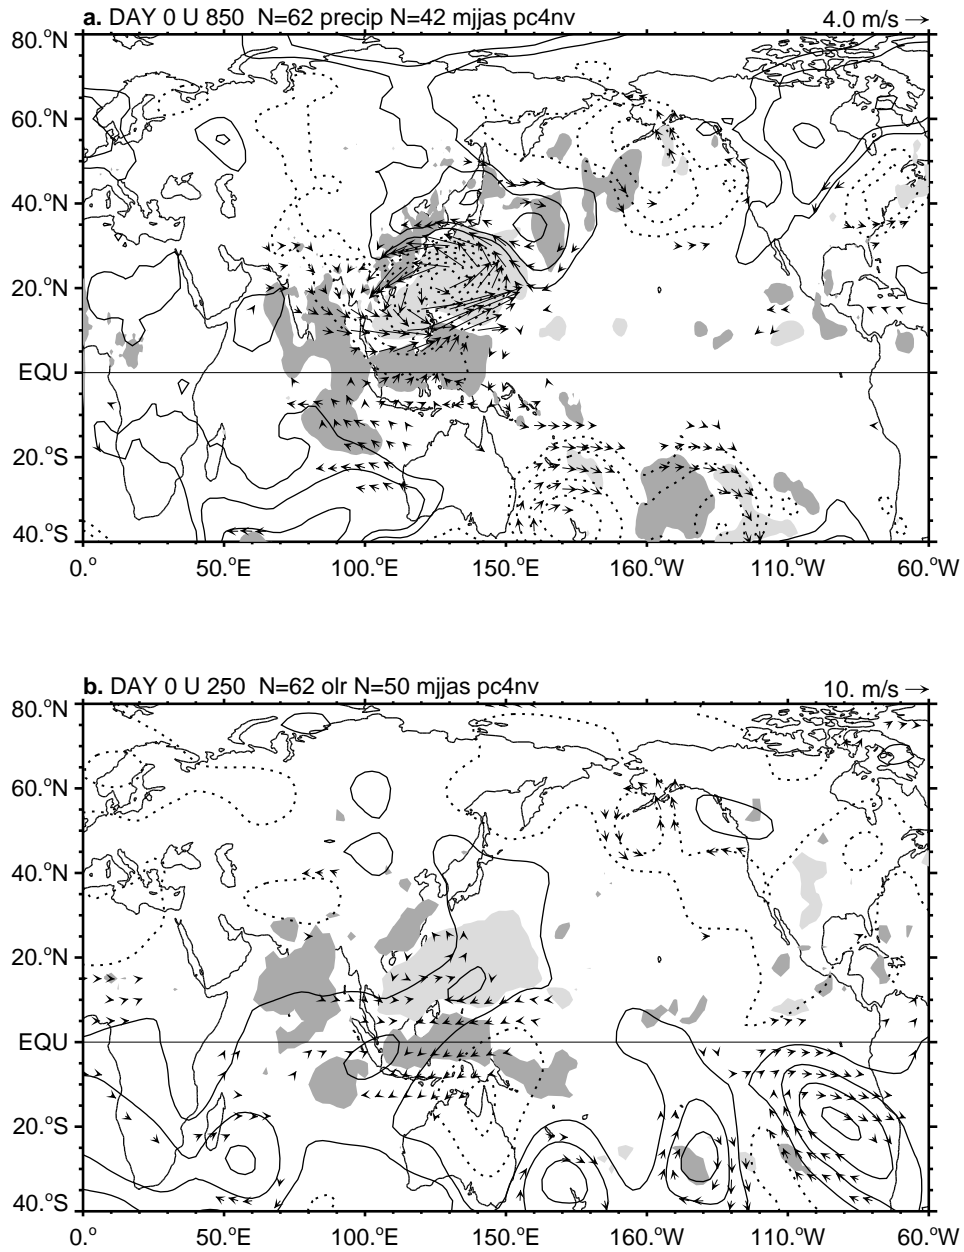 a. DAY 0 U 850 N=62 precip N=42 mjjas pc4nv 4.0 m/s →
80.°N
60.°N
40.°N
20.°N
EQU
20.°S
40.°S
0.° 50.°E 100.°E 150.°E 160.°W 110.°W 60.°W
b. DAY 0 U 250 N=62 olr N=50 mjjas pc4nv 10. m/s →
80.°N
60.°N
40.°N
20.°N
EQU
20.°S
40.°S
0.° 50.°E 100.°E 150.°E 160.°W 110.°W 60.°W